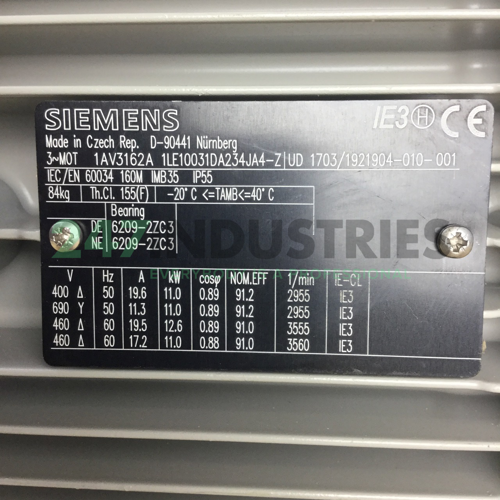 SIEMENS IE3 H CE
Made in Czech Rep. D-90441 Nürnberg
3~MOT 1AV3162A 1LE10031DA234JA4-Z UD 1703/1921904-010-001
IEC/EN 60034 160M IMB35 IP55
84kg Th.Cl. 155(F) -20°C <=TAMB<=40°C
Bearing
DE 6209-2ZC3
NE 6209-2ZC3
247INDUSTRIES
V Hz A kW cosφ NOM.EFF 1/min IE-CL
400 Δ 50 19.6 11.0 0.89 91.2 2955 IE3
690 Y 50 11.3 11.0 0.89 91.2 2955 IE3
460 Δ 60 19.5 12.6 0.89 91.0 3555 IE3
460 Δ 60 17.2 11.0 0.88 91.0 3560 IE3